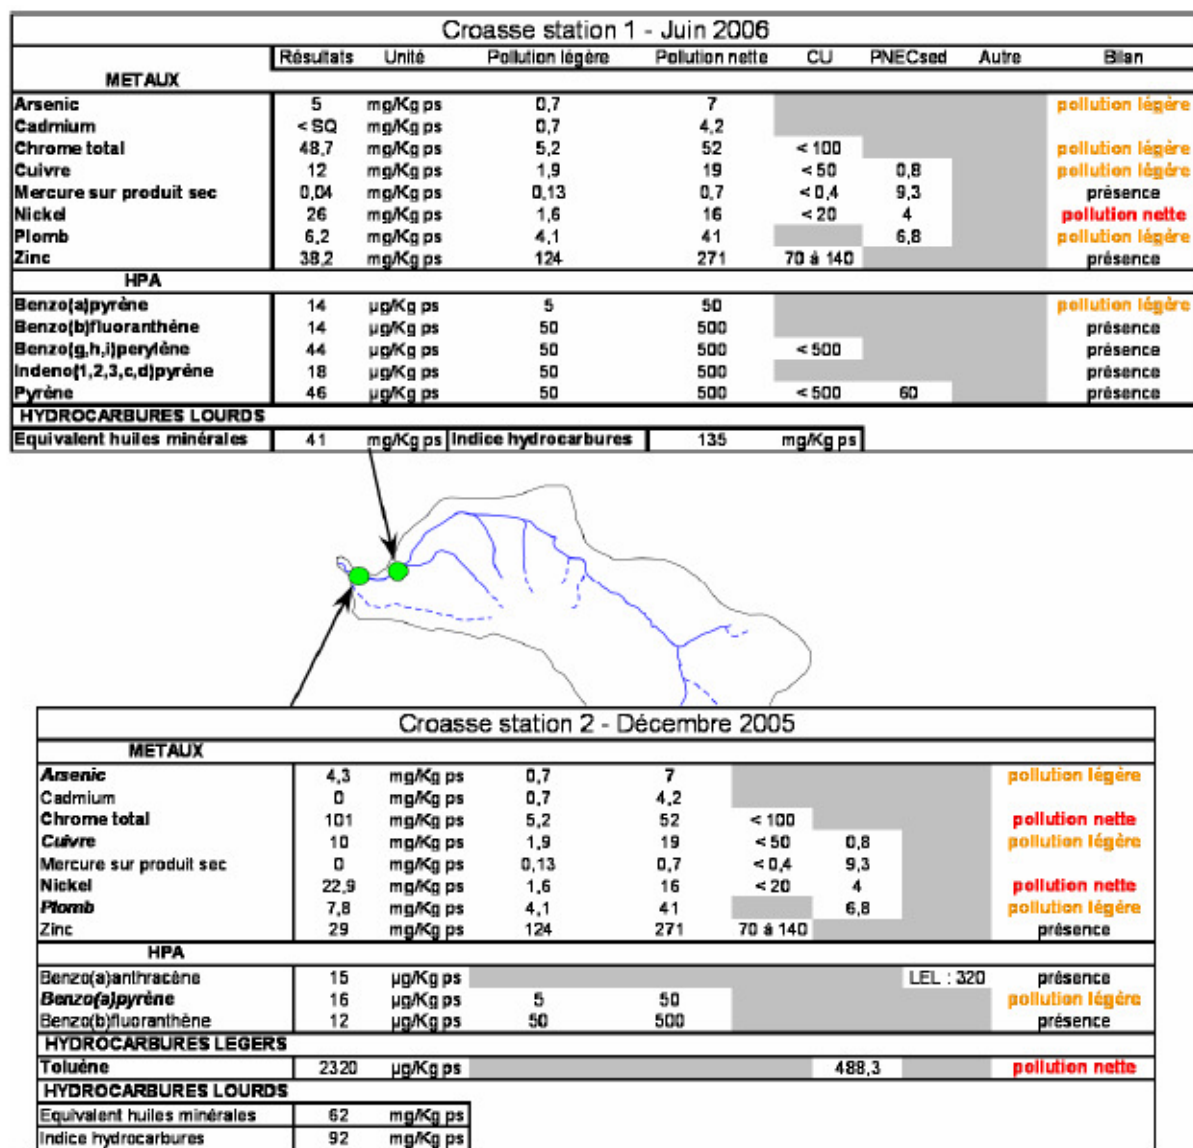 Croasse station 1 - Juin 2006
Résultats Unité Pollution légère Pollution nette CU PNECsed Autre Bilan
METAUX
Arsenic 5 mg/Kg ps 0,7 7 pollution légère
Cadmium < SQ mg/Kg ps 0,7 4,2
Chrome total 48,7 mg/Kg ps 5,2 52 < 100 pollution légère
Cuivre 12 mg/Kg ps 1,9 19 < 50 0,8 pollution légère
Mercure sur produit sec 0,04 mg/Kg ps 0,13 0,7 < 0,4 9,3 présence
Nickel 26 mg/Kg ps 1,6 16 < 20 4 pollution nette
Plomb 6,2 mg/Kg ps 4,1 41 6,8 pollution légère
Zinc 38,2 mg/Kg ps 124 271 70 à 140 présence
HPA
Benzo(a)pyrène 14 µg/Kg ps 5 50 pollution légère
Benzo(b)fluoranthène 14 µg/Kg ps 50 500 présence
Benzo(g,h,i)perylène 44 µg/Kg ps 50 500 < 500 présence
Indeno(1,2,3,c,d)pyrène 18 µg/Kg ps 50 500 présence
Pyrène 46 µg/Kg ps 50 500 < 500 60 présence
HYDROCARBURES LOURDS
Equivalent huiles minérales 41 mg/Kg ps Indice hydrocarbures 135 mg/Kg ps
Croasse station 2 - Décembre 2005
METAUX
Arsenic 4,3 mg/Kg ps 0,7 7 pollution légère
Cadmium 0 mg/Kg ps 0,7 4,2
Chrome total 101 mg/Kg ps 5,2 52 < 100 pollution nette
Cuivre 10 mg/Kg ps 1,9 19 < 50 0,8 pollution légère
Mercure sur produit sec 0 mg/Kg ps 0,13 0,7 < 0,4 9,3
Nickel 22,9 mg/Kg ps 1,6 16 < 20 4 pollution nette
Plomb 7,8 mg/Kg ps 4,1 41 6,8 pollution légère
Zinc 29 mg/Kg ps 124 271 70 à 140 présence
HPA
Benzo(a)anthracène 15 µg/Kg ps LEL : 320 présence
Benzo(a)pyrène 16 µg/Kg ps 5 50 pollution légère
Benzo(b)fluoranthène 12 µg/Kg ps 50 500 présence
HYDROCARBURES LEGERS
Toluène 2320 µg/Kg ps 488,3 pollution nette
HYDROCARBURES LOURDS
Equivalent huiles minérales 62 mg/Kg ps
Indice hydrocarbures 92 mg/Kg ps